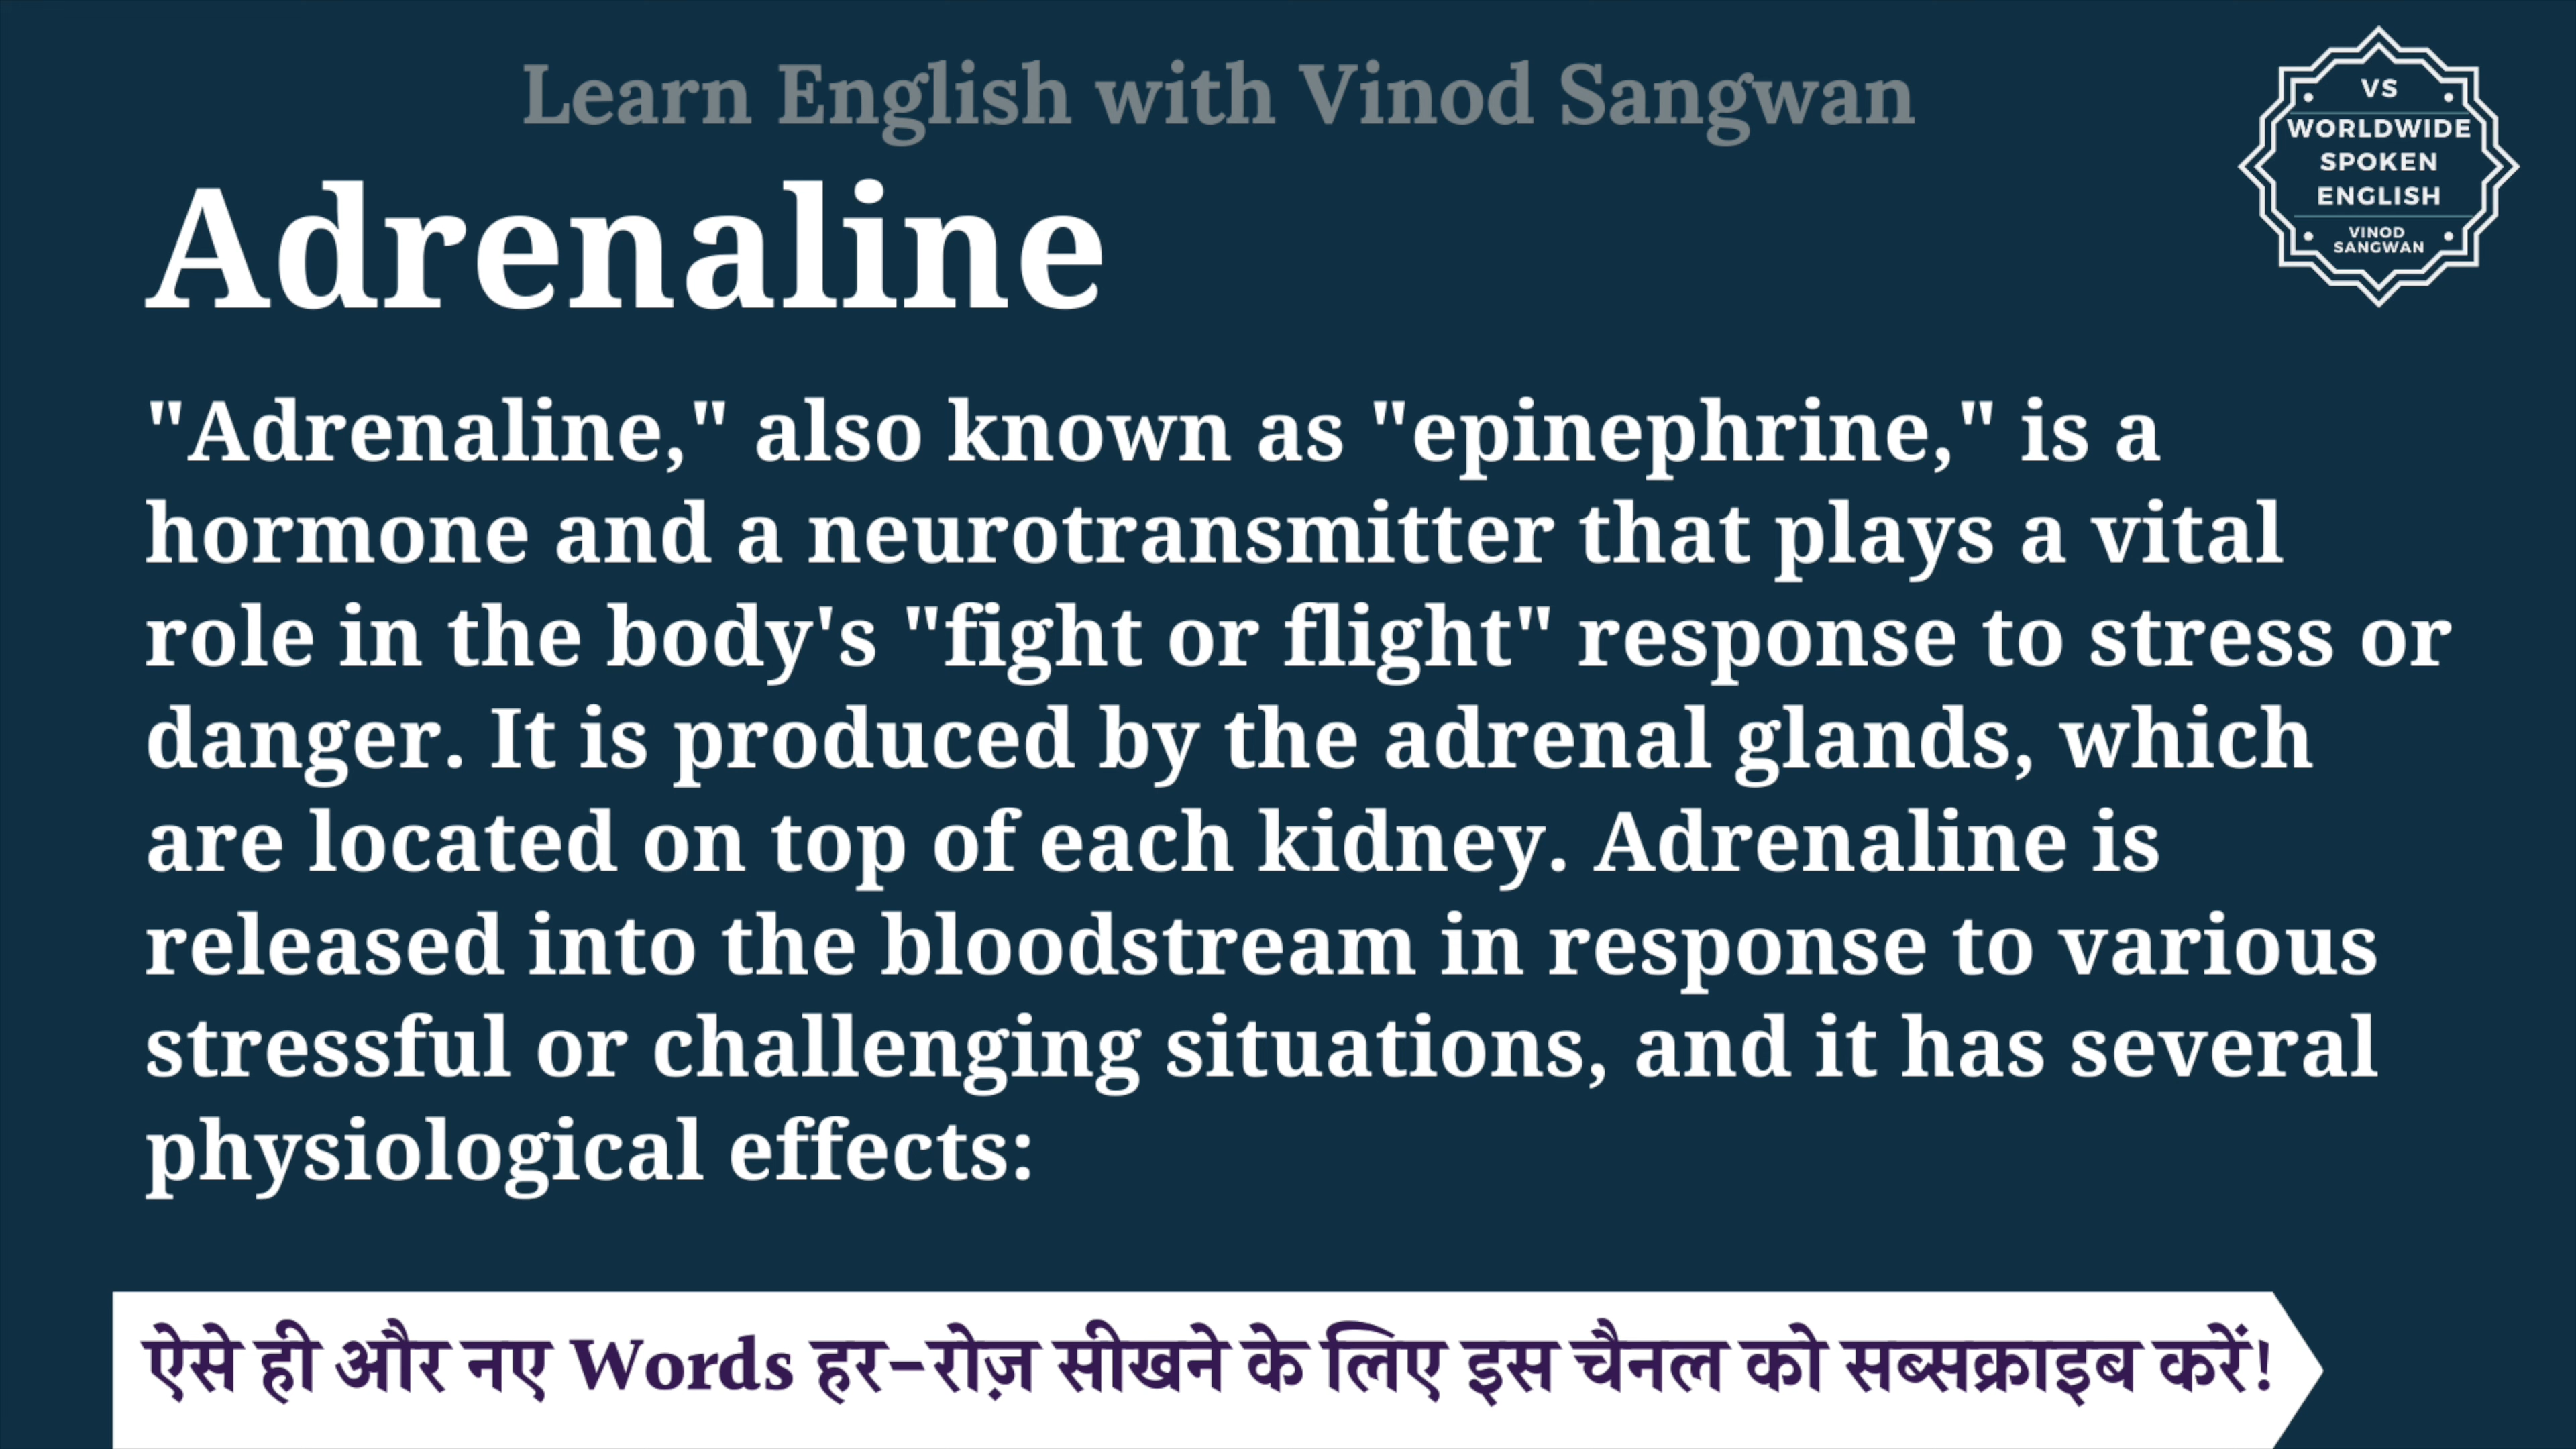 Learn English with Vinod Sangwan
VS
WORLDWIDE
SPOKEN
ENGLISH
VINOD
SANGWAN
Adrenaline
"Adrenaline," also known as "epinephrine," is a
hormone and a neurotransmitter that plays a vital
role in the body's "fight or flight" response to stress or
danger. It is produced by the adrenal glands, which
are located on top of each kidney. Adrenaline is
released into the bloodstream in response to various
stressful or challenging situations, and it has several
physiological effects:
ऐसे ही और नए Words हर-रोज़ सीखने के लिए इस चैनल को सब्सक्राइब करें!